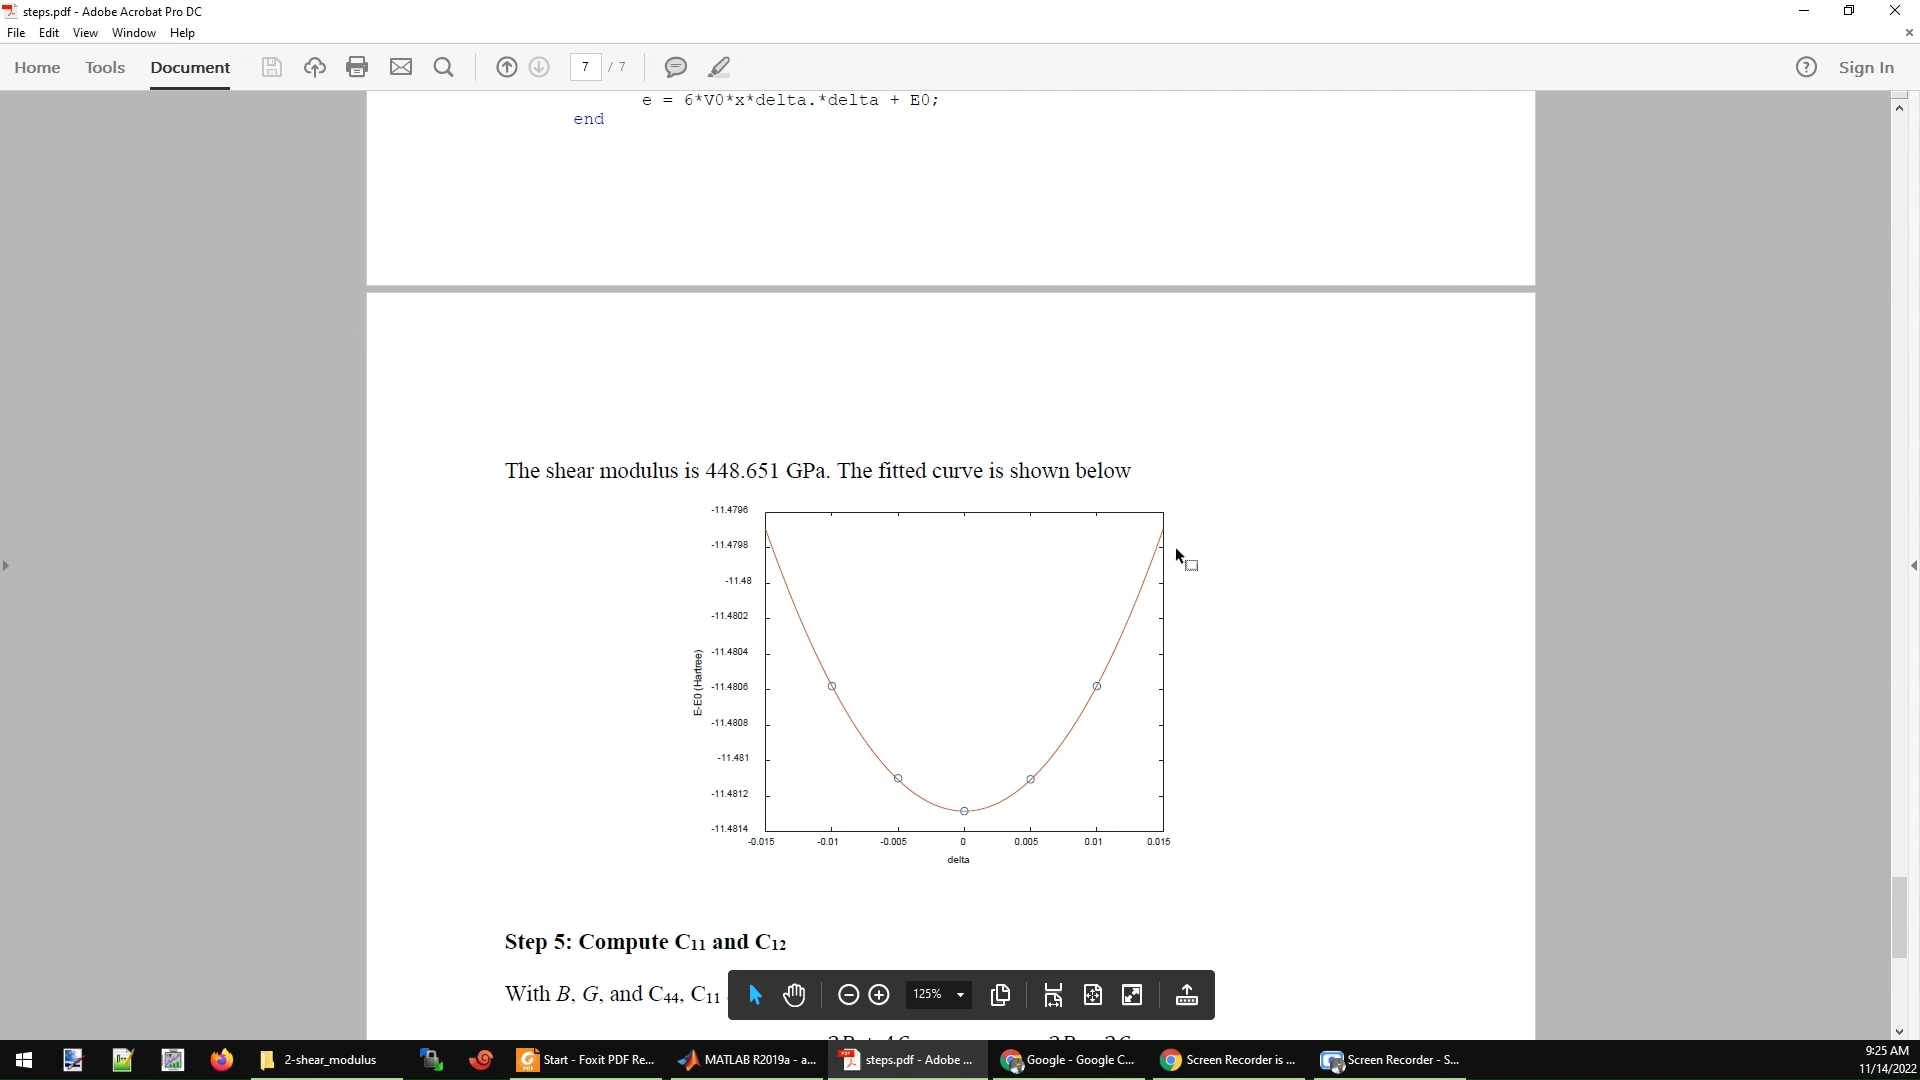 steps.pdf - Adobe Acrobat Pro DC
File Edit View Window Help
Home Tools Document 7 / 7 Sign In
e = 6*V0*x*delta.*delta + E0;
end
The shear modulus is 448.651 GPa. The fitted curve is shown below
-11.4796
-11.4798
-11.48
-11.4802
-11.4804
-11.4806
-11.4808
-11.481
-11.4812
-11.4814
E-E0 (Hartree)
-0.015 -0.01 -0.005 0 0.005 0.01 0.015
delta
Step 5: Compute C11 and C12
With B, G, and C44, C11
125%
2-shear_modulus
Start - Foxit PDF Re...
MATLAB R2019a - a...
steps.pdf - Adobe ...
Google - Google C...
Screen Recorder is ...
Screen Recorder - S...
9:25 AM
11/14/2022